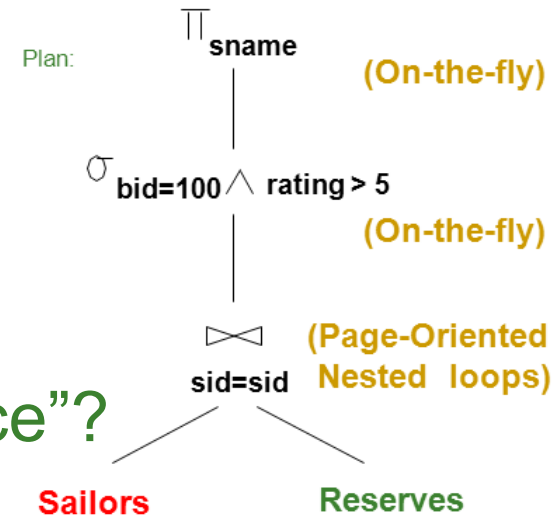 Plan:
π sname
(On-the-fly)
σ bid=100 ∧ rating > 5
(On-the-fly)
⋈ (Page-Oriented
sid=sid Nested loops)
ce”?
Sailors Reserves